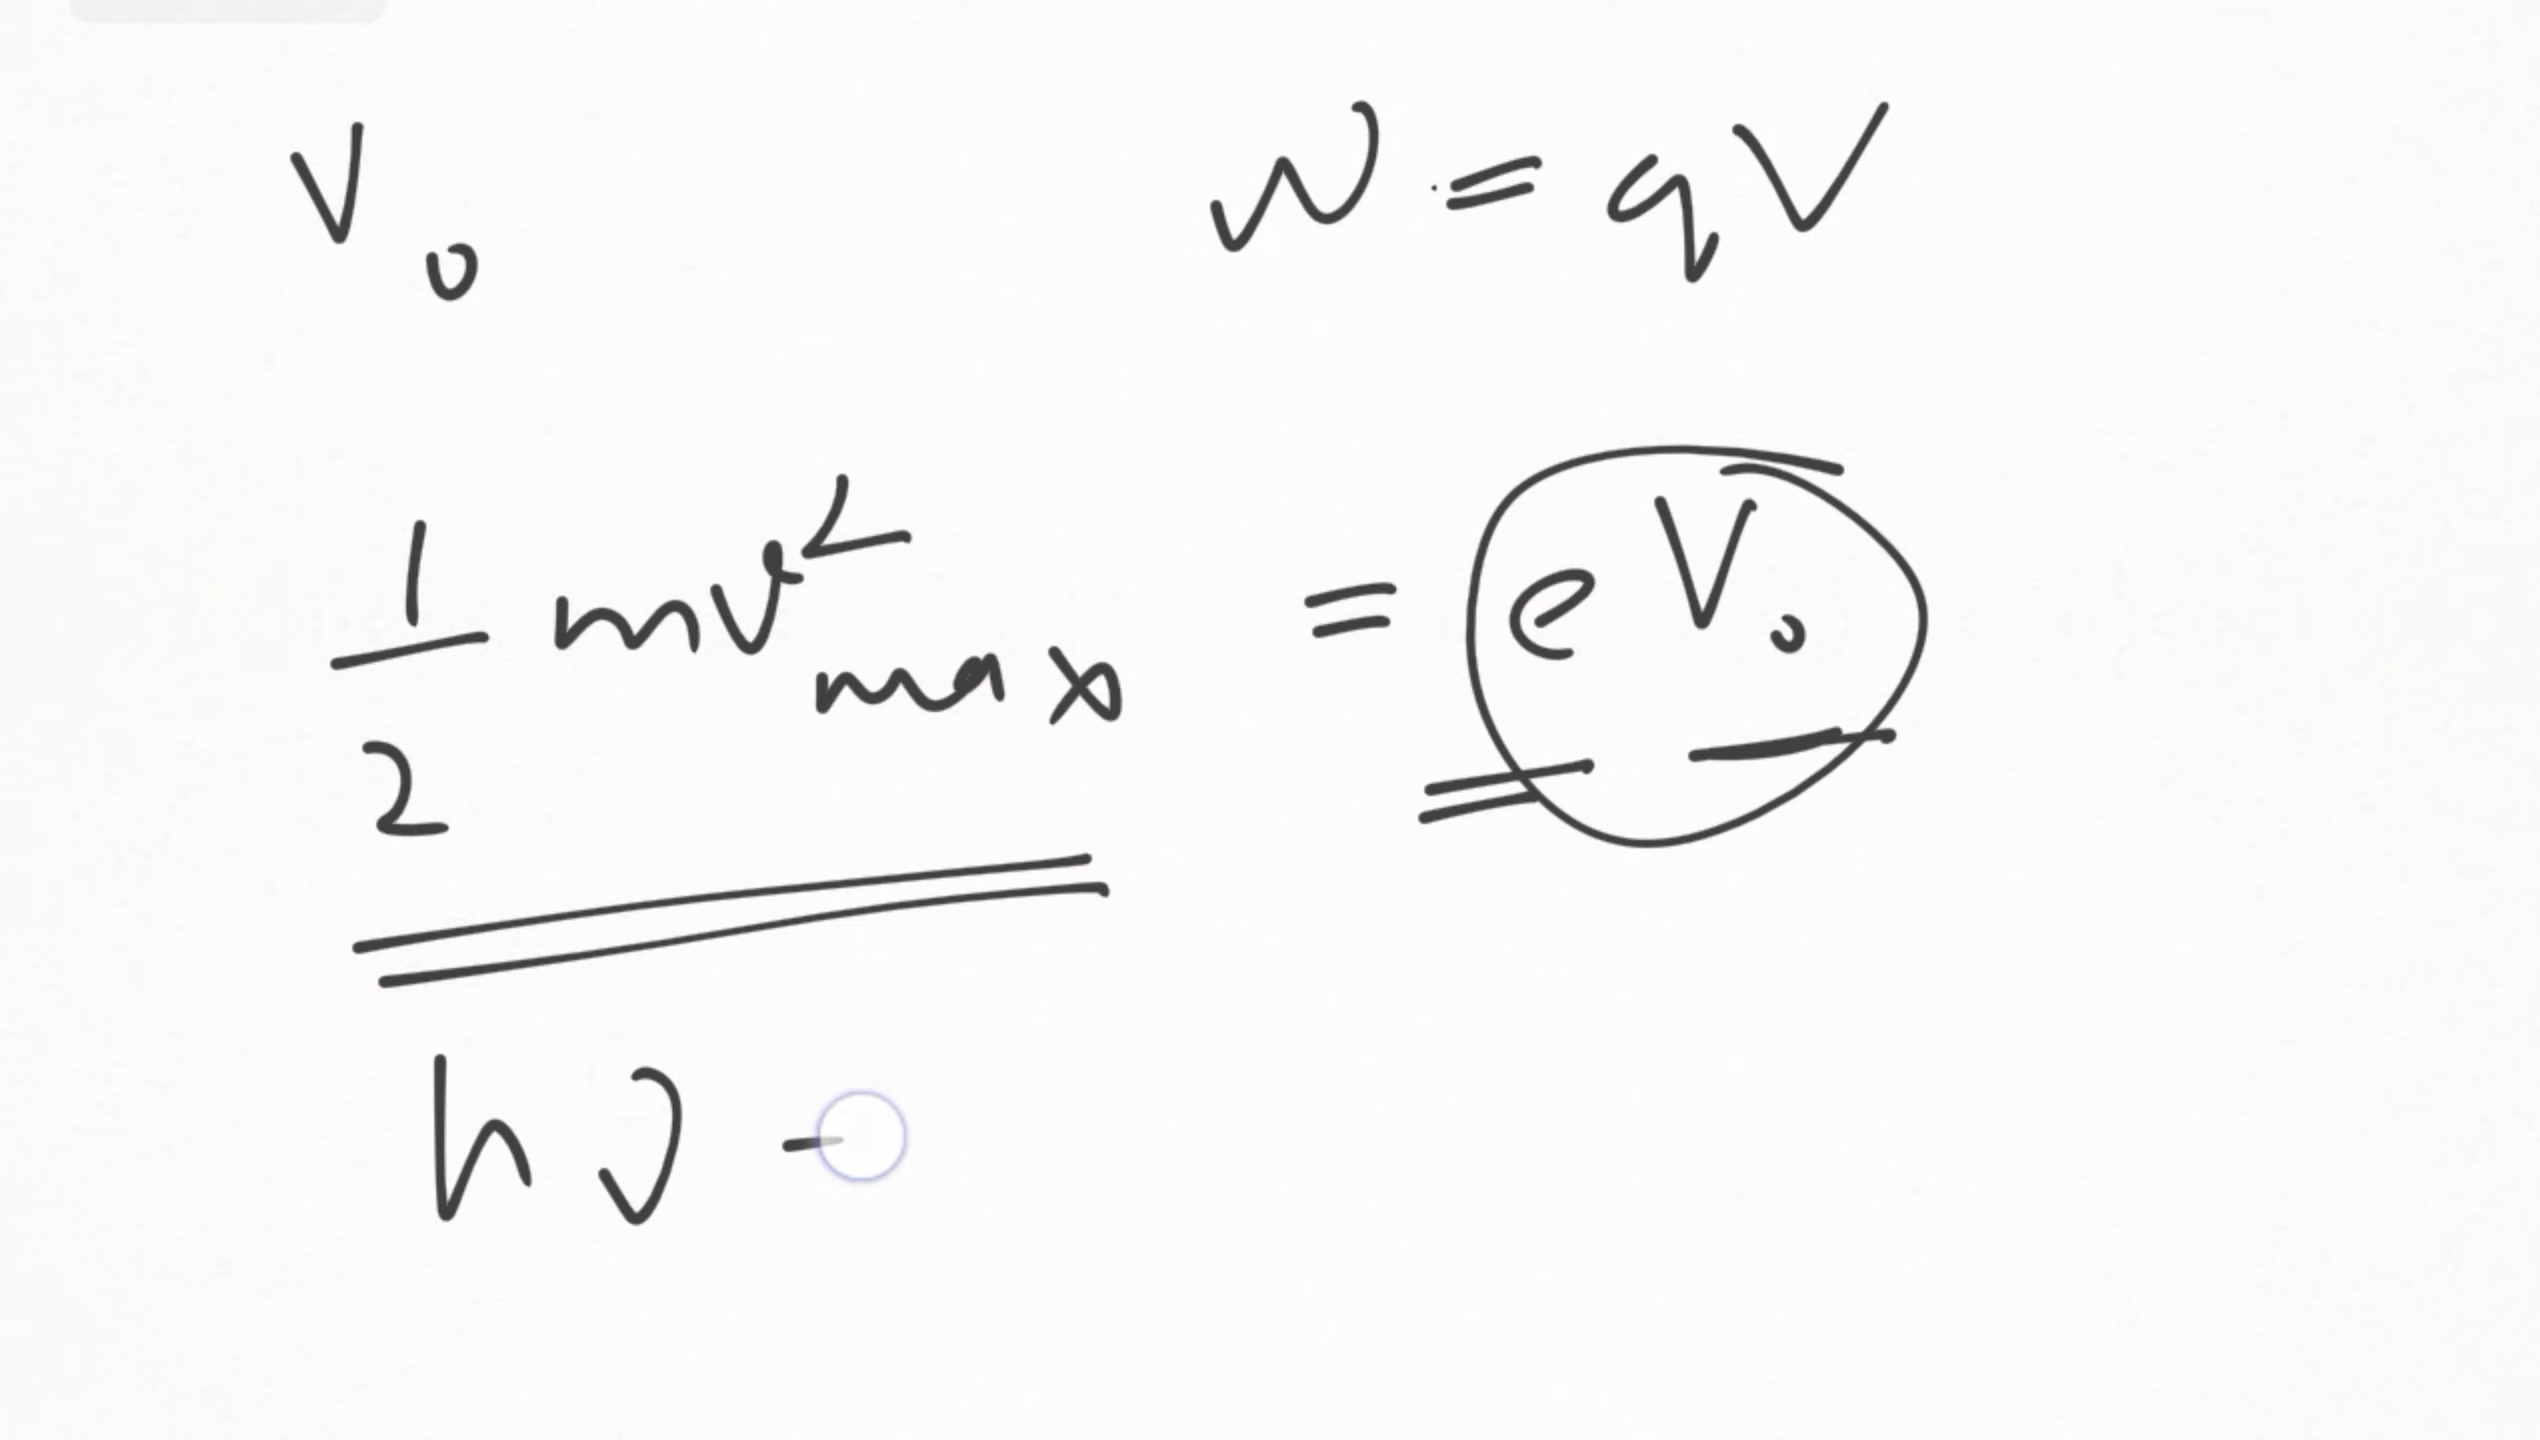 V₀ W = qV
1/2 mv²max = eV₀
hν -